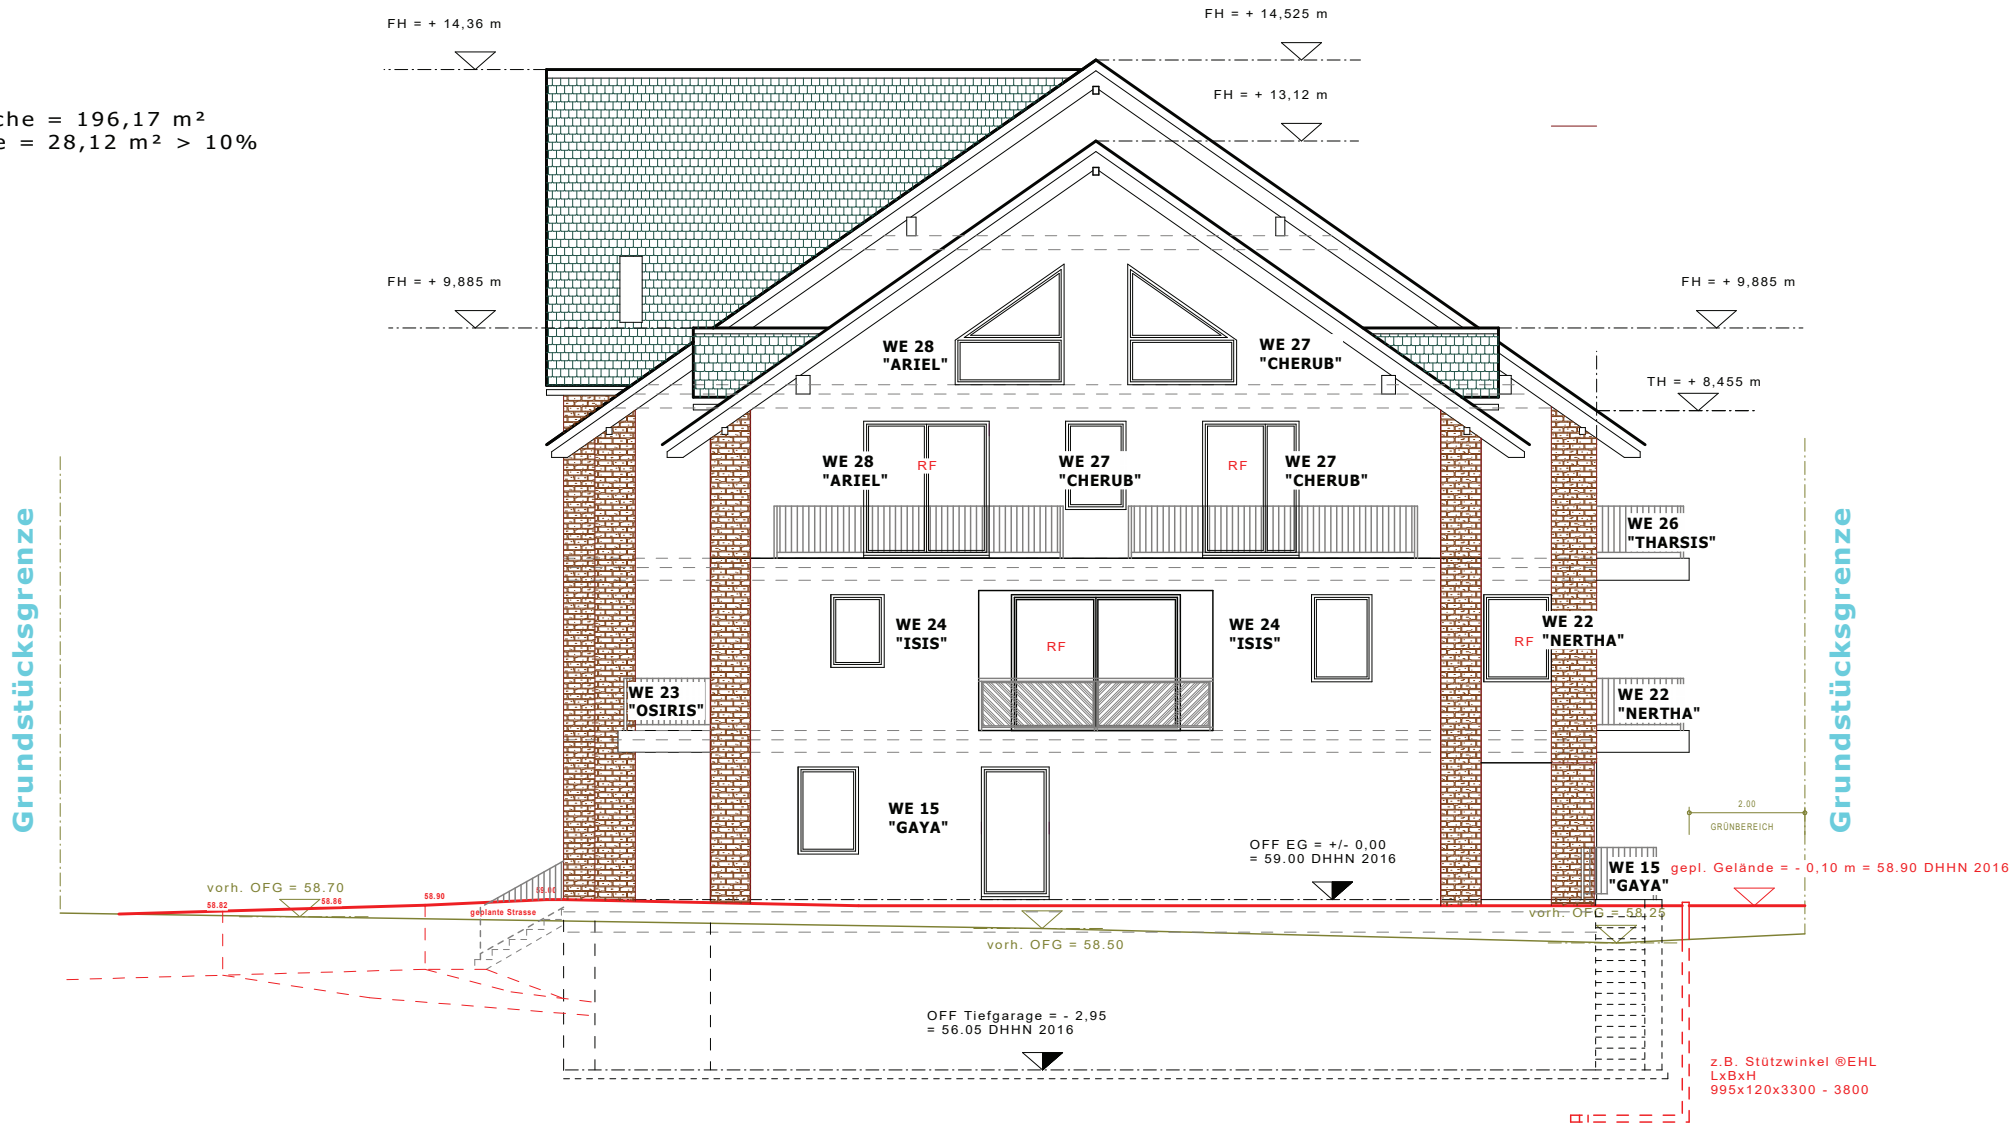 FH = + 14,36 m
FH = + 14,525 m
FH = + 13,12 m
che = 196,17 m²
e = 28,12 m² > 10%
FH = + 9,885 m
FH = + 9,885 m
TH = + 8,455 m
WE 28
"ARIEL"
WE 27
"CHERUB"
WE 28
"ARIEL"
RF
WE 27
"CHERUB"
RF
WE 27
"CHERUB"
WE 26
"THARSIS"
Grundstücksgrenze
Grundstücksgrenze
WE 24
"ISIS"
RF
WE 24
"ISIS"
WE 22
"NERTHA"
RF
WE 23
"OSIRIS"
WE 22
"NERTHA"
WE 15
"GAYA"
2.00
GRÜNBEREICH
OFF EG = +/- 0,00
= 59.00 DHHN 2016
WE 15
"GAYA"
gepl. Gelände = - 0,10 m = 58.90 DHHN 2016
vorh. OFG = 58.70
58.82
58.86
58.90
59.00
geplante Strasse
vorh. OFG = 58.25
vorh. OFG = 58.50
OFF Tiefgarage = - 2,95
= 56.05 DHHN 2016
z.B. Stützwinkel ®EHL
LxBxH
995x120x3300 - 3800